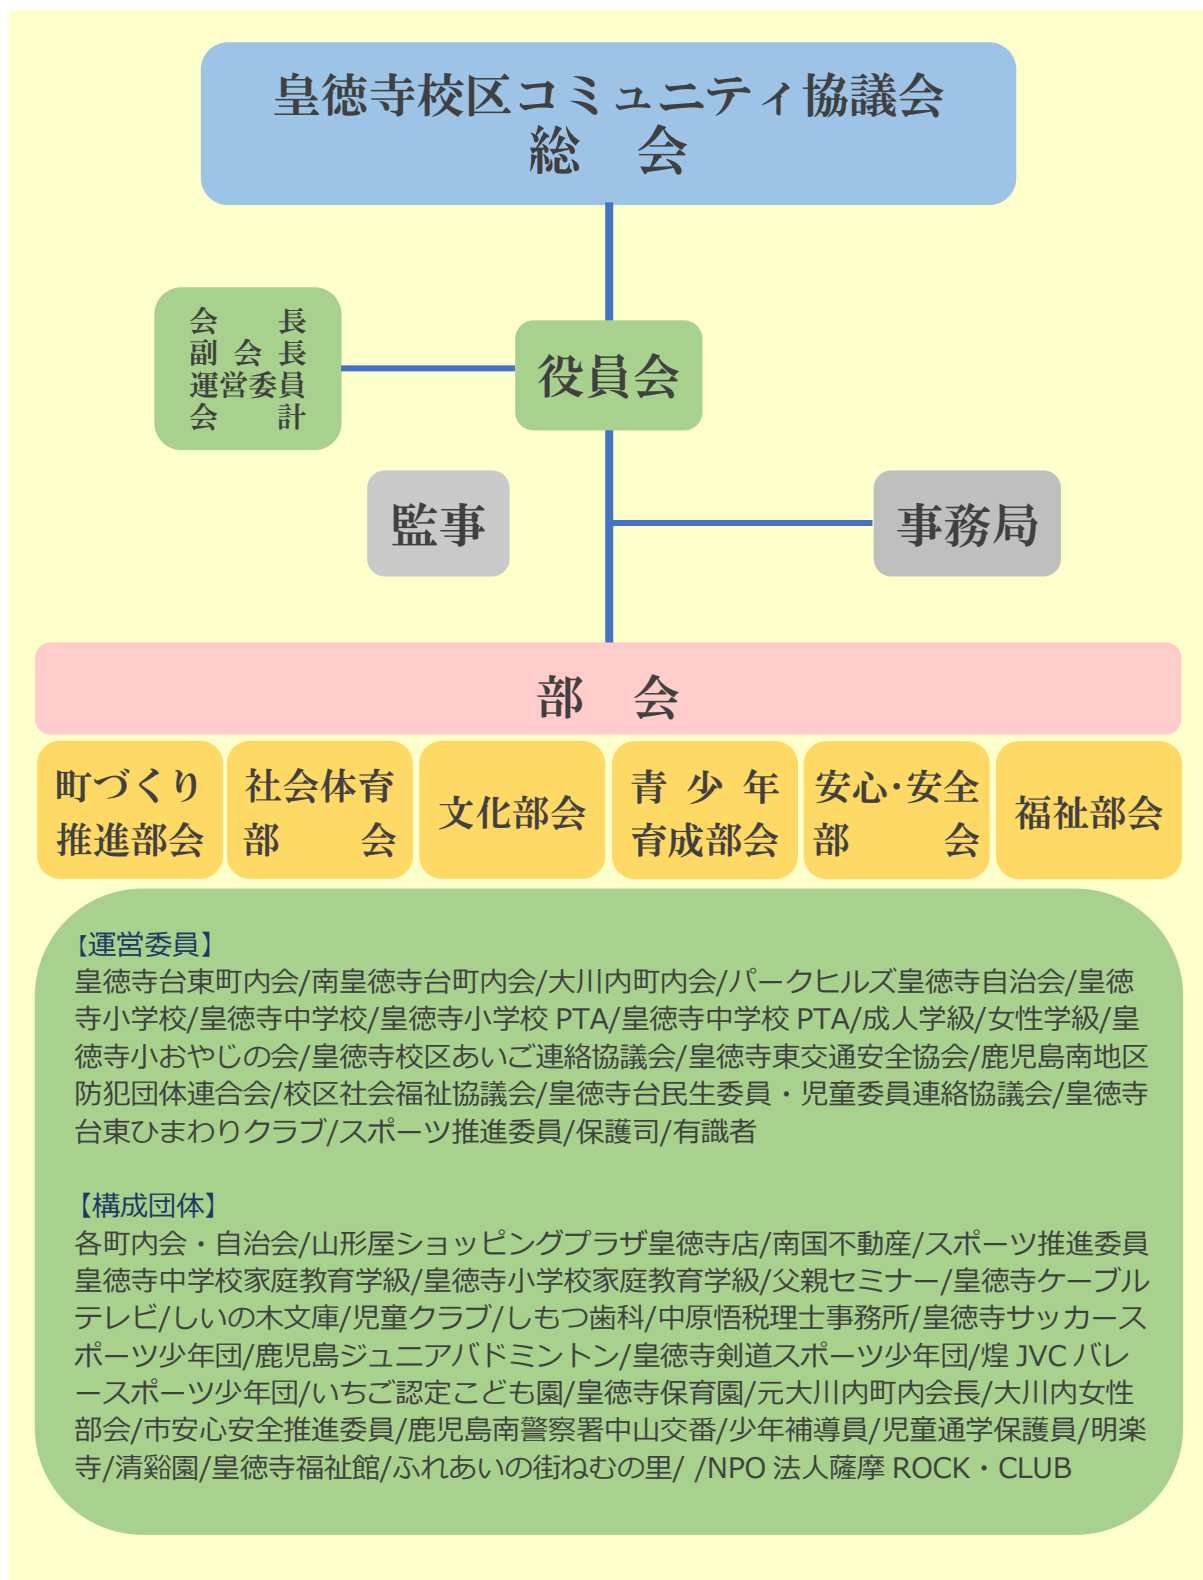 皇徳寺校区コミュニティ協議会
総　会
会　　長
副会長
運営委員
会　　計
役員会
監事
事務局
部　会
町づくり
推進部会
社会体育
部　　会
文化部会
青少年
育成部会
安心・安全
部　　会
福祉部会
【運営委員】
皇徳寺台東町内会/南皇徳寺台町内会/大川内町内会/パークヒルズ皇徳寺自治会/皇徳
寺小学校/皇徳寺中学校/皇徳寺小学校 PTA/皇徳寺中学校 PTA/成人学級/女性学級/皇
徳寺小おやじの会/皇徳寺校区あいご連絡協議会/皇徳寺東交通安全協会/鹿児島南地区
防犯団体連合会/校区社会福祉協議会/皇徳寺台民生委員・児童委員連絡協議会/皇徳寺
台東ひまわりクラブ/スポーツ推進委員/保護司/有識者
【構成団体】
各町内会・自治会/山形屋ショッピングプラザ皇徳寺店/南国不動産/スポーツ推進委員
皇徳寺中学校家庭教育学級/皇徳寺小学校家庭教育学級/父親セミナー/皇徳寺ケーブル
テレビ/しいの木文庫/児童クラブ/しもつ歯科/中原悟税理士事務所/皇徳寺サッカース
ポーツ少年団/鹿児島ジュニアバドミントン/皇徳寺剣道スポーツ少年団/煌 JVC バレ
ースポーツ少年団/いちご認定こども園/皇徳寺保育園/元大川内町内会長/大川内女性
部会/市安心安全推進委員/鹿児島南警察署中山交番/少年補導員/児童通学保護員/明楽
寺/清谿園/皇徳寺福祉館/ふれあいの街ねむの里/ /NPO 法人薩摩 ROCK・CLUB